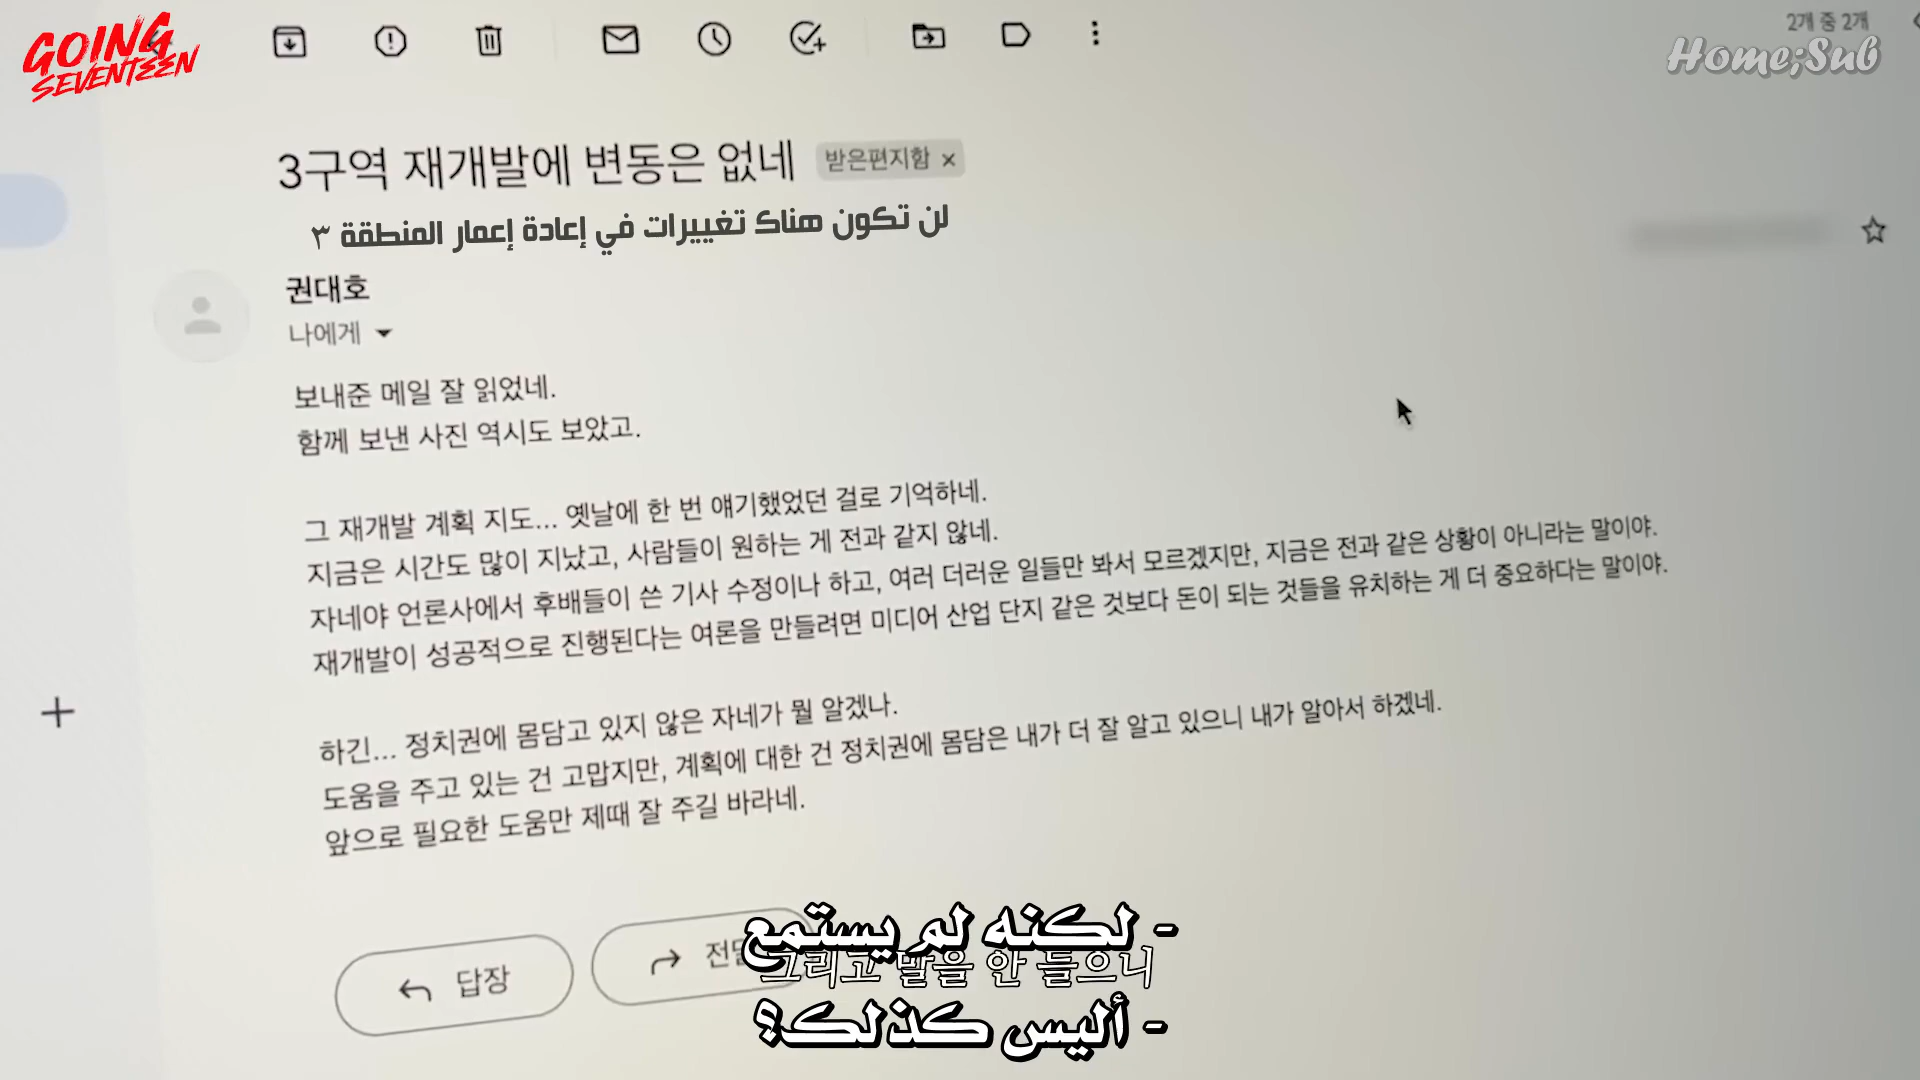 GOING
SEVENTEEN
2개 중 2개
Home;Sub
3구역 재개발에 변동은 없네 받은편지함 ×
لن تكون هناك تغييرات في إعادة إعمار المنطقة ٣
권대호
나에게
보내준 메일 잘 읽었네.
함께 보낸 사진 역시도 보았고.
그 재개발 계획 지도... 옛날에 한 번 얘기했었던 걸로 기억하네.
지금은 시간도 많이 지났고, 사람들이 원하는 게 전과 같지 않네.
자네야 언론사에서 후배들이 쓴 기사 수정이나 하고, 여러 더러운 일들만 봐서 모르겠지만, 지금은 전과 같은 상황이 아니라는 말이야.
재개발이 성공적으로 진행된다는 여론을 만들려면 미디어 산업 단지 같은 것보다 돈이 되는 것들을 유치하는 게 더 중요하다는 말이야.
하긴... 정치권에 몸담고 있지 않은 자네가 뭘 알겠나.
도움을 주고 있는 건 고맙지만, 계획에 대한 건 정치권에 몸담은 내가 더 잘 알고 있으니 내가 알아서 하겠네.
앞으로 필요한 도움만 제때 잘 주길 바라네.
답장
- لكنه لم يستمع
그리고 말을 안 들으니
- أليس كذلك؟